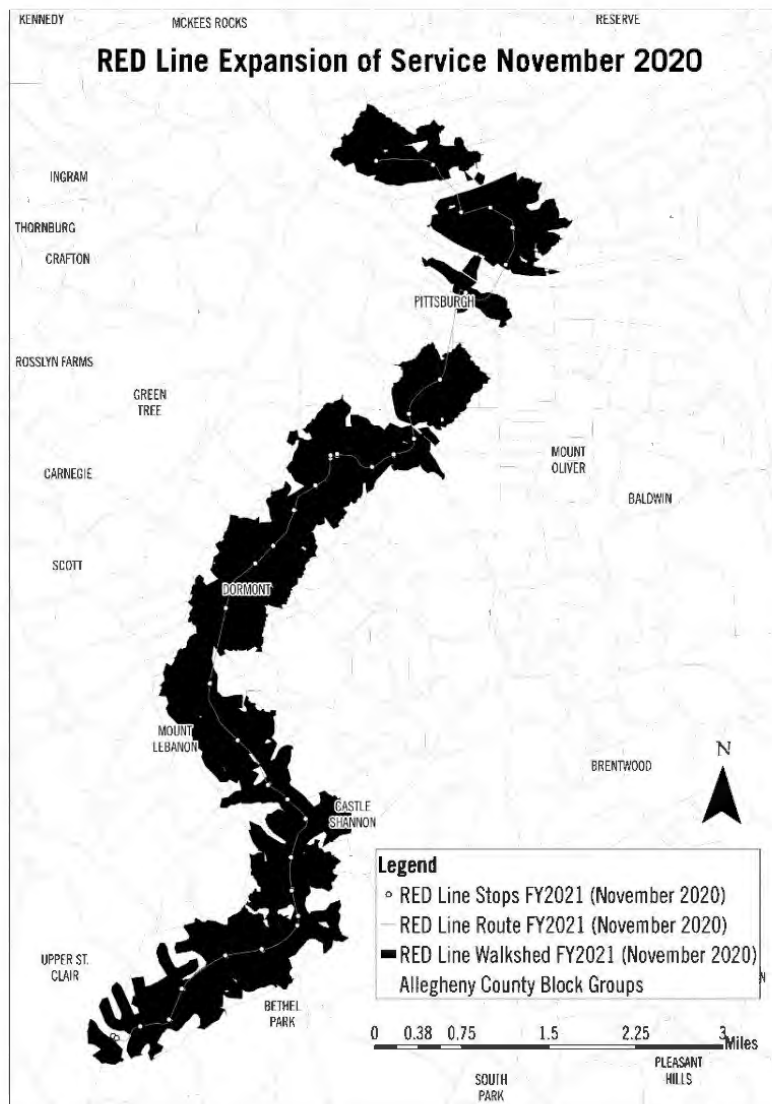 KENNEDY
MCKEES ROCKS
RESERVE
RED Line Expansion of Service November 2020
INGRAM
THORNBURG
CRAFTON
PITTSBURGH
ROSSLYN FARMS
GREEN
TREE
MOUNT
OLIVER
CARNEGIE
BALDWIN
SCOTT
DORMONT
MOUNT
LEBANON
N
BRENTWOOD
CASTLE
SHANNON
Legend
RED Line Stops FY2021 (November 2020)
RED Line Route FY2021 (November 2020)
RED Line Walkshed FY2021 (November 2020)
Allegheny County Block Groups
UPPER ST.
CLAIR
N
BETHEL
PARK
0 0.38 0.75 1.5 2.25 3
Miles
PLEASANT
HILLS
SOUTH
PARK